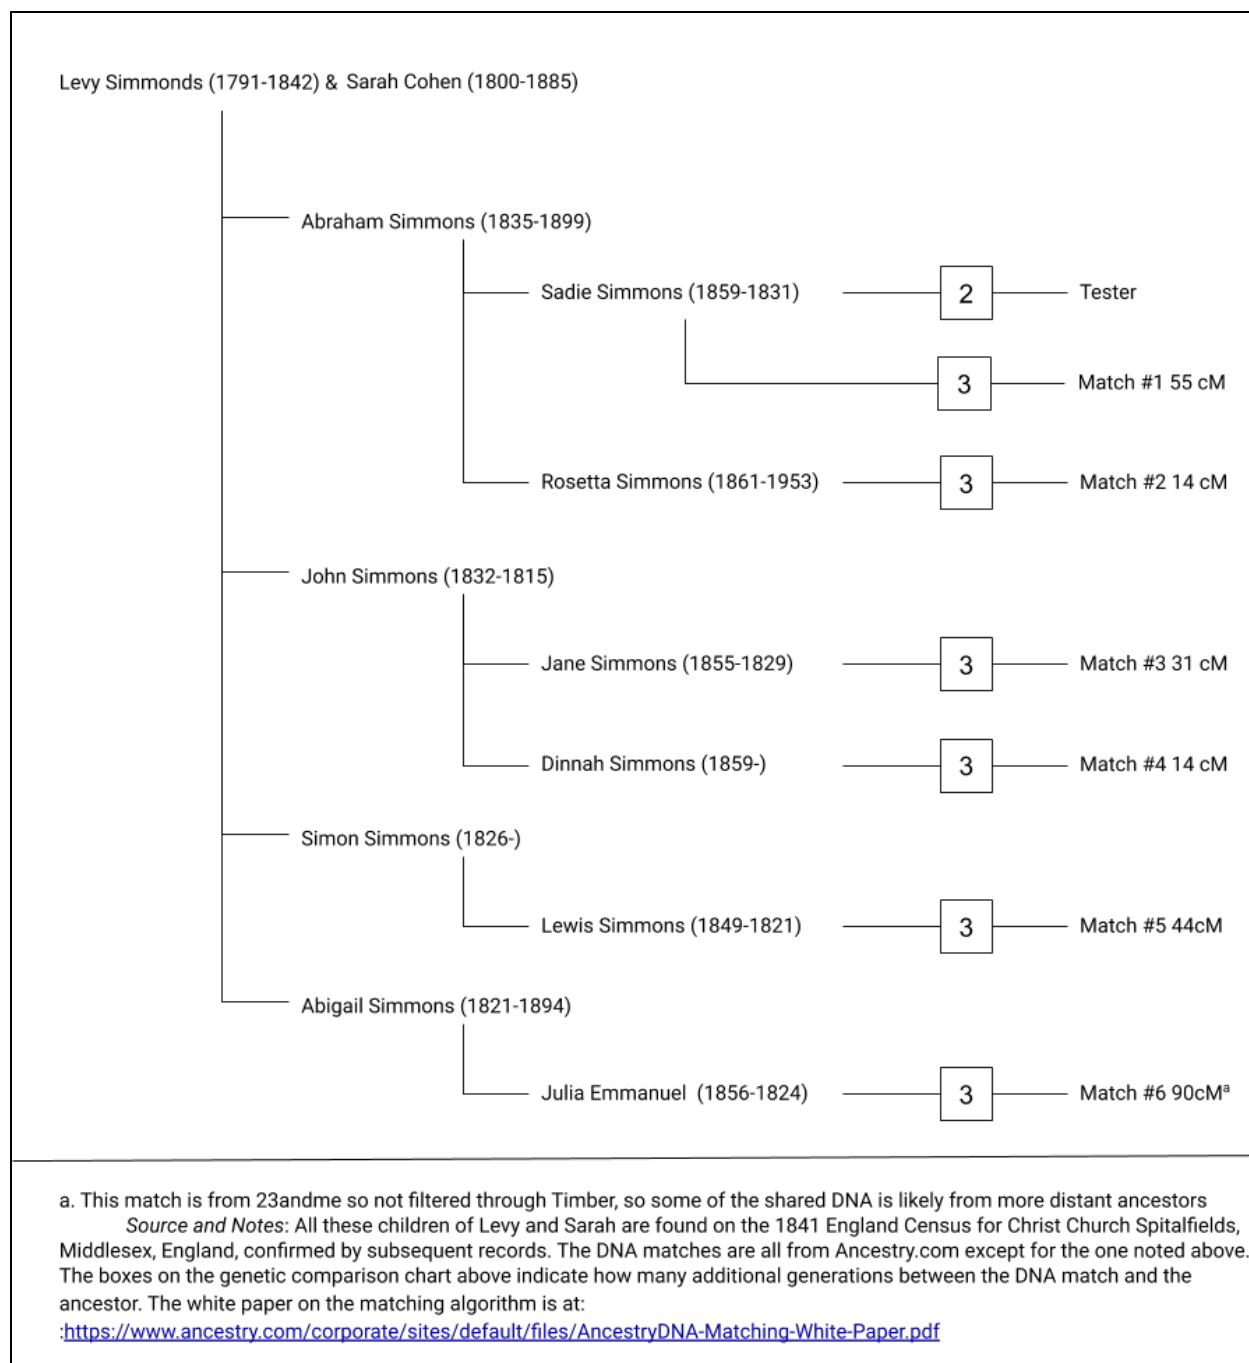 Levy Simmonds (1791-1842) & Sarah Cohen (1800-1885)
Abraham Simmons (1835-1899)
Sadie Simmons (1859-1831) 2 Tester
3 Match #1 55 cM
Rosetta Simmons (1861-1953) 3 Match #2 14 cM
John Simmons (1832-1815)
Jane Simmons (1855-1829) 3 Match #3 31 cM
Dinnah Simmons (1859-) 3 Match #4 14 cM
Simon Simmons (1826-)
Lewis Simmons (1849-1821) 3 Match #5 44cM
Abigail Simmons (1821-1894)
Julia Emmanuel (1856-1824) 3 Match #6 90cMᵃ
a. This match is from 23andme so not filtered through Timber, so some of the shared DNA is likely from more distant ancestors
Source and Notes: All these children of Levy and Sarah are found on the 1841 England Census for Christ Church Spitalfields,
Middlesex, England, confirmed by subsequent records. The DNA matches are all from Ancestry.com except for the one noted above.
The boxes on the genetic comparison chart above indicate how many additional generations between the DNA match and the
ancestor. The white paper on the matching algorithm is at:
:https://www.ancestry.com/corporate/sites/default/files/AncestryDNA-Matching-White-Paper.pdf